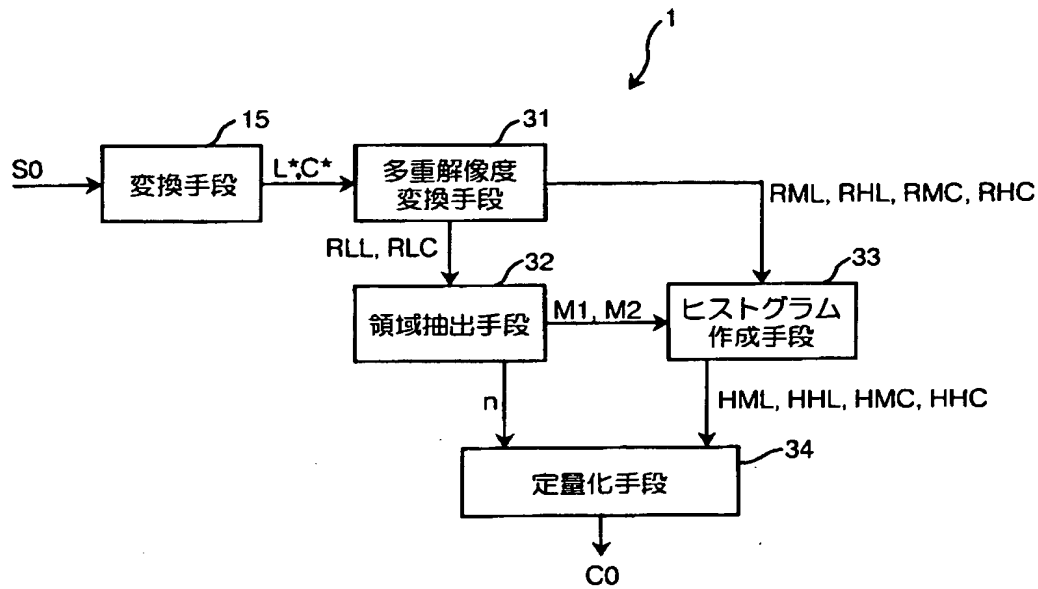 1
15
31
S0
変換手段
L*,C*
多重解像度
変換手段
RML, RHL, RMC, RHC
RLL, RLC
32
33
領域抽出手段
M1, M2
ヒストグラム
作成手段
n
HML, HHL, HMC, HHC
34
定量化手段
C0